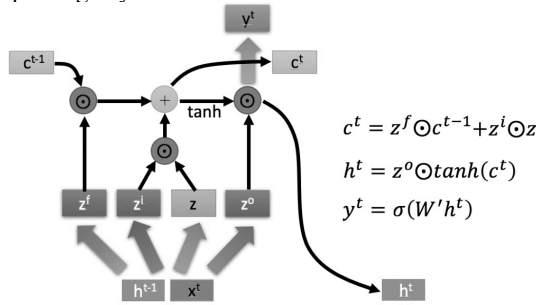 y^t
c^{t-1}
c^t
⊙
+
tanh
⊙
⊙
z^f
z^i
z
z^o
h^{t-1}
x^t
h^t
c^t = z^f⊙c^{t-1}+z^i⊙z
h^t = z^o⊙tanh(c^t)
y^t = σ(W'h^t)